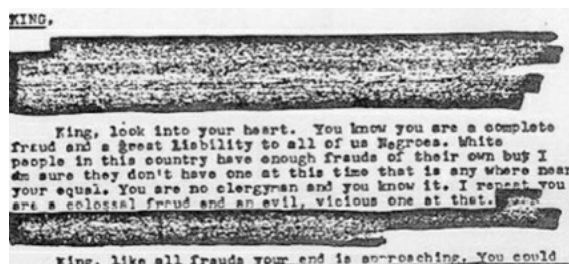 KING,
King, look into your heart. You know you are a complete
fraud and a great liability to all of us Negroes. White
people in this country have enough frauds of their own but I
am sure they don't have one at this time that is any where near
your equal. You are no clergyman and you know it. I repeat you
are a colossal fraud and an evil, vicious one at that.
King, like all frauds your end is approaching. You could